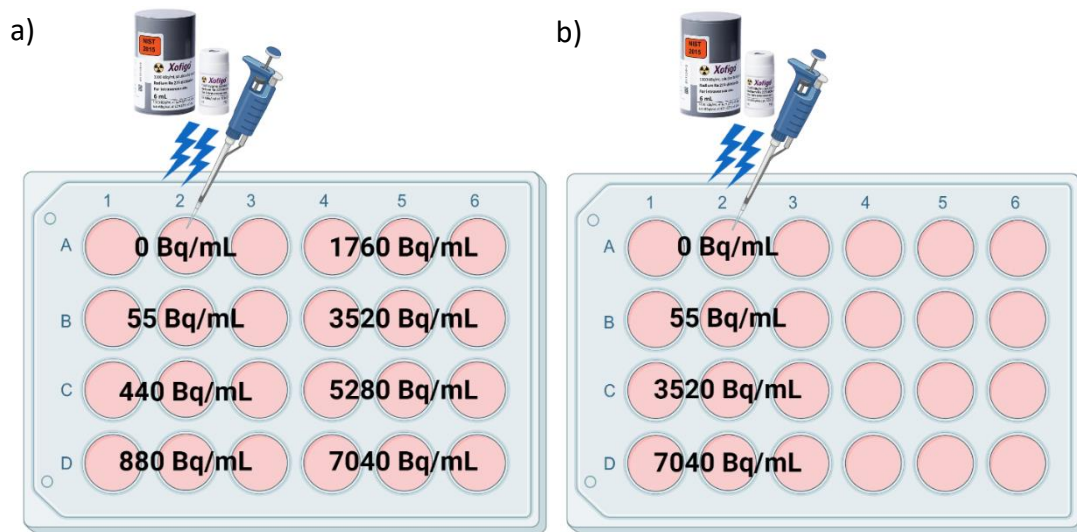 a)
NIST
2015
Xofigo
6 mL
1 2 3 4 5 6
A 0 Bq/mL 1760 Bq/mL
B 55 Bq/mL 3520 Bq/mL
C 440 Bq/mL 5280 Bq/mL
D 880 Bq/mL 7040 Bq/mL
b)
NIST
2015
Xofigo
6 mL
1 2 3 4 5 6
A 0 Bq/mL
B 55 Bq/mL
C 3520 Bq/mL
D 7040 Bq/mL